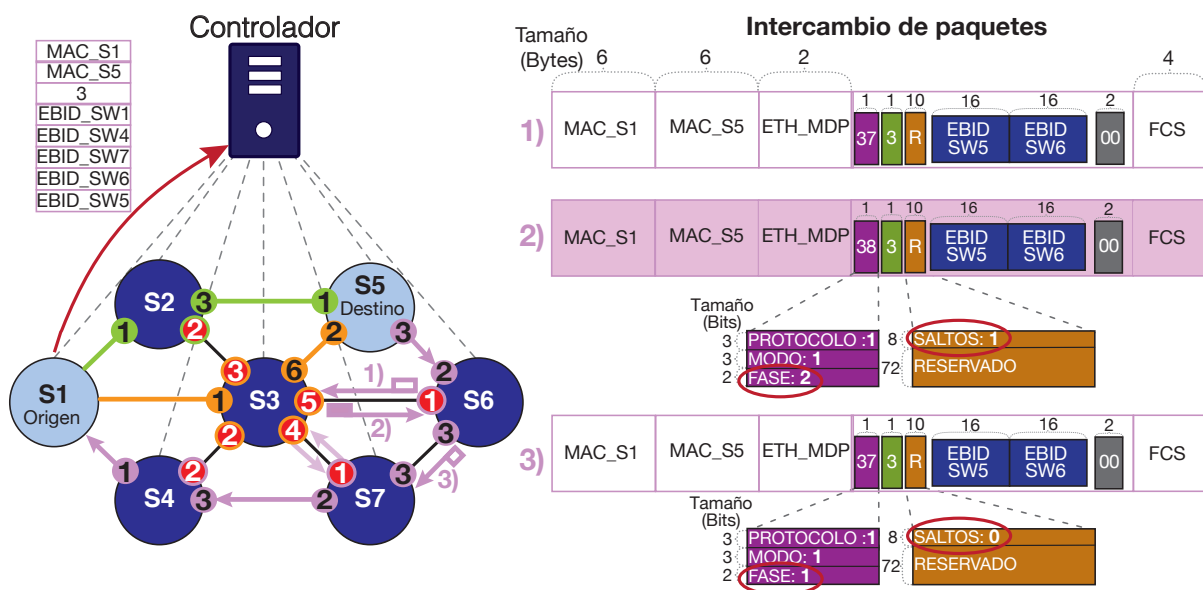 Controlador
MAC_S1
MAC_S5
3
EBID_SW1
EBID_SW4
EBID_SW7
EBID_SW6
EBID_SW5
S2
1
3
2
S5
Destino
1
2
3
S1
Origen
S3
3
6
1
5
2
4
S6
2
1
3
S4
1
2
3
S7
1
2
3
1)
2)
3)
Intercambio de paquetes
Tamaño
(Bytes)
6 6 2 4
1 1 10 16 16 2
1) MAC_S1 MAC_S5 ETH_MDP 37 3 R EBID SW5 EBID SW6 00 FCS
1 1 10 16 16 2
2) MAC_S1 MAC_S5 ETH_MDP 38 3 R EBID SW5 EBID SW6 00 FCS
Tamaño
(Bits)
3 PROTOCOLO :1 8 SALTOS: 1
3 MODO: 1 72 RESERVADO
2 FASE: 2
1 1 10 16 16 2
3) MAC_S1 MAC_S5 ETH_MDP 37 3 R EBID SW5 EBID SW6 00 FCS
Tamaño
(Bits)
3 PROTOCOLO :1 8 SALTOS: 0
3 MODO: 1 72 RESERVADO
2 FASE: 1